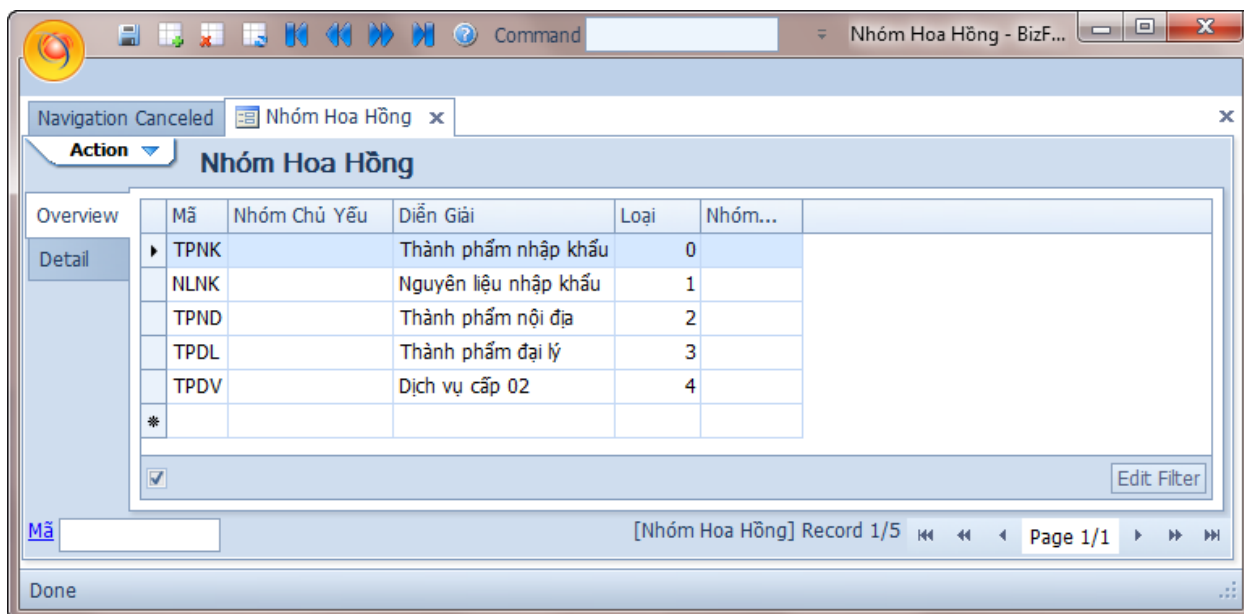 Command Nhóm Hoa Hồng - BizF...
Navigation Canceled Nhóm Hoa Hồng x
Action
Nhóm Hoa Hồng
Overview
Detail
Mã Nhóm Chủ Yếu Diễn Giải Loại Nhóm...
TPNK Thành phẩm nhập khẩu 0
NLNK Nguyên liệu nhập khẩu 1
TPND Thành phẩm nội địa 2
TPDL Thành phẩm đại lý 3
TPDV Dịch vụ cấp 02 4
Edit Filter
Mã [Nhóm Hoa Hồng] Record 1/5 Page 1/1
Done